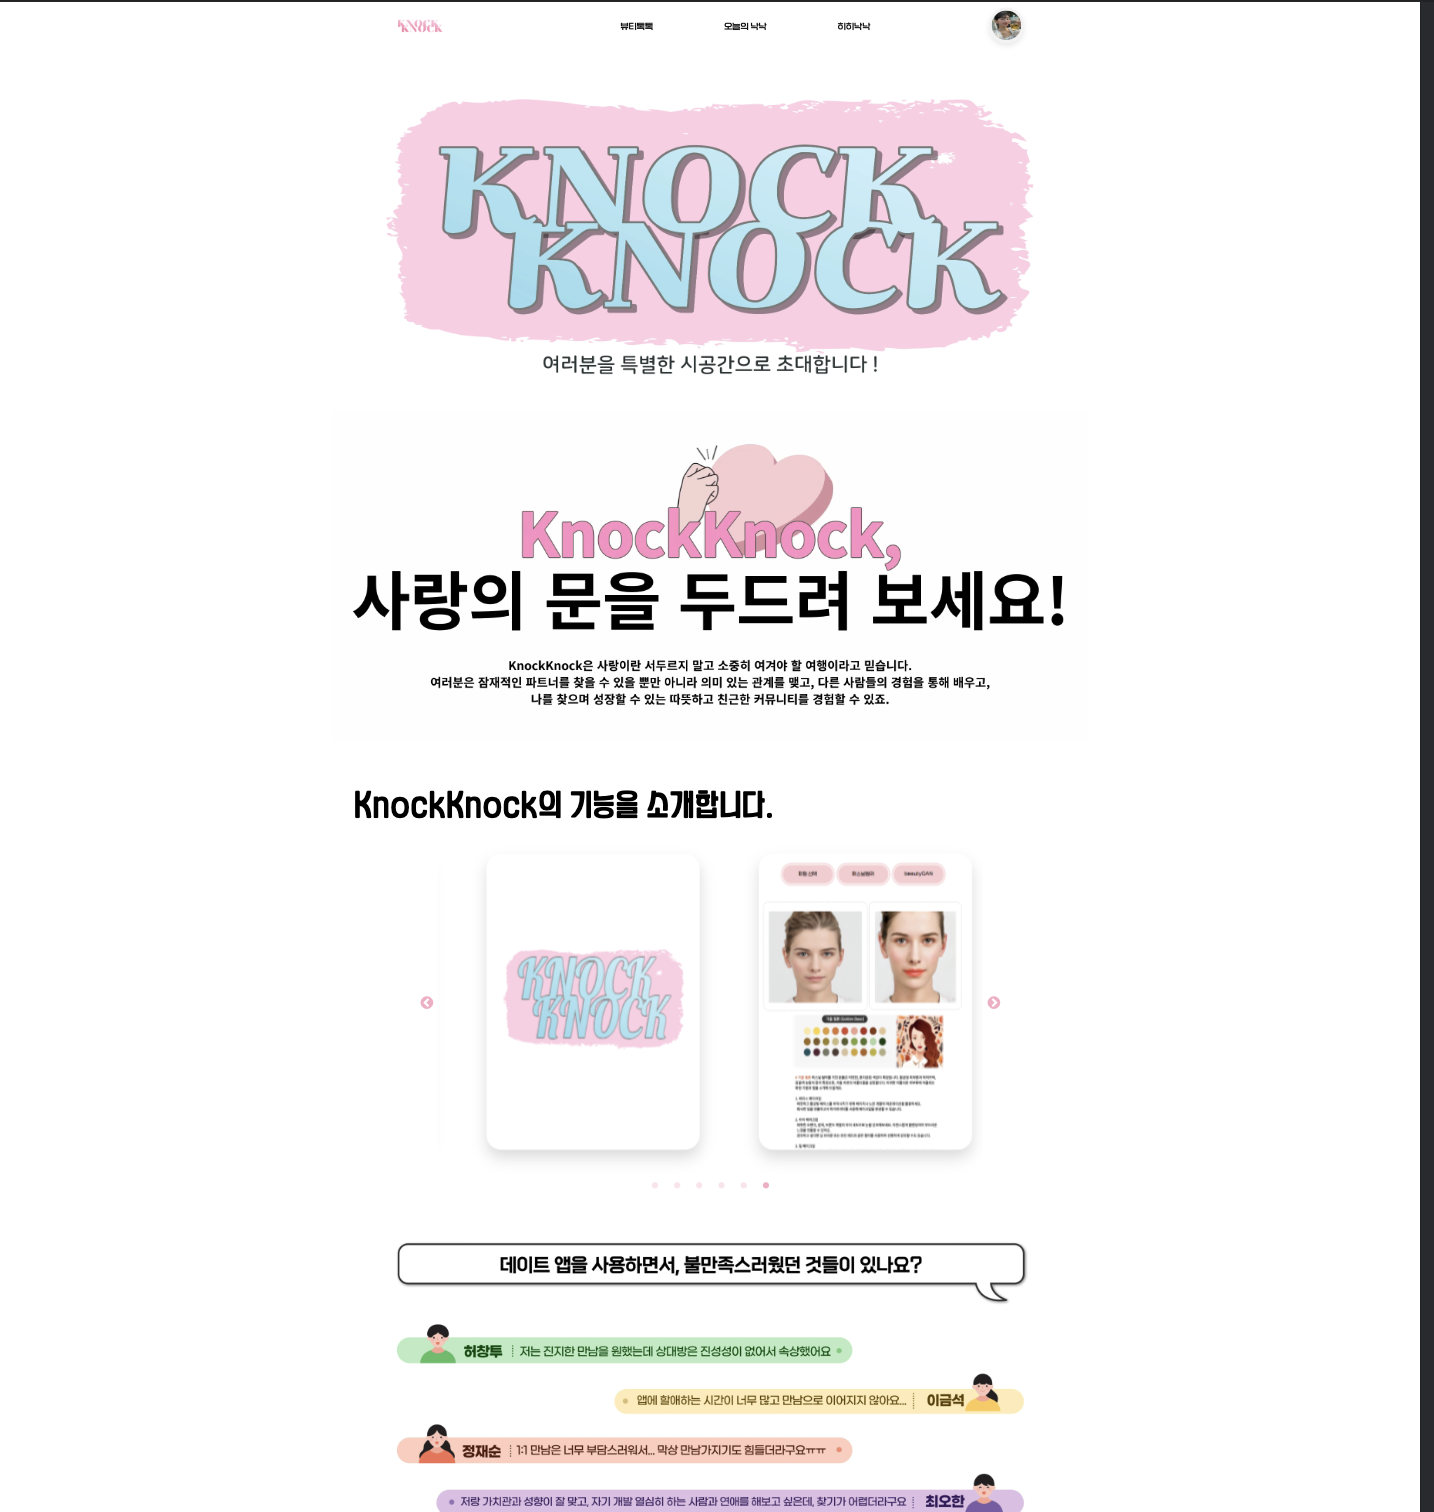 KNOCK
KNOCK
뷰티톡톡
오늘의 낙낙
히히낙낙
KNOCK
KNOCK
여러분을 특별한 시공간으로 초대합니다 !
KnockKnock,
사랑의 문을 두드려 보세요!
KnockKnock은 사랑이란 서두르지 말고 소중히 여겨야 할 여행이라고 믿습니다.
여러분은 잠재적인 파트너를 찾을 수 있을 뿐만 아니라 의미 있는 관계를 맺고, 다른 사람들의 경험을 통해 배우고,
나를 찾으며 성장할 수 있는 따뜻하고 친근한 커뮤니티를 경험할 수 있죠.
KnockKnock의 기능을 소개합니다.
KNOCK
KNOCK
beautyGAN
데이트 앱을 사용하면서, 불만족스러웠던 것들이 있나요?
허창투
저는 진지한 만남을 원했는데 상대방은 진성성이 없어서 속상했어요
앱에 할애하는 시간이 너무 많고 만남으로 이어지지 않아요...
이금석
정재순
1:1 만남은 너무 부담스러워서... 막상 만남가지기도 힘들더라구요ㅠㅠ
저랑 가치관과 성향이 잘 맞고, 자기 개발 열심히 하는 사람과 연애를 해보고 싶은데, 찾기가 어렵더라구요
최오한